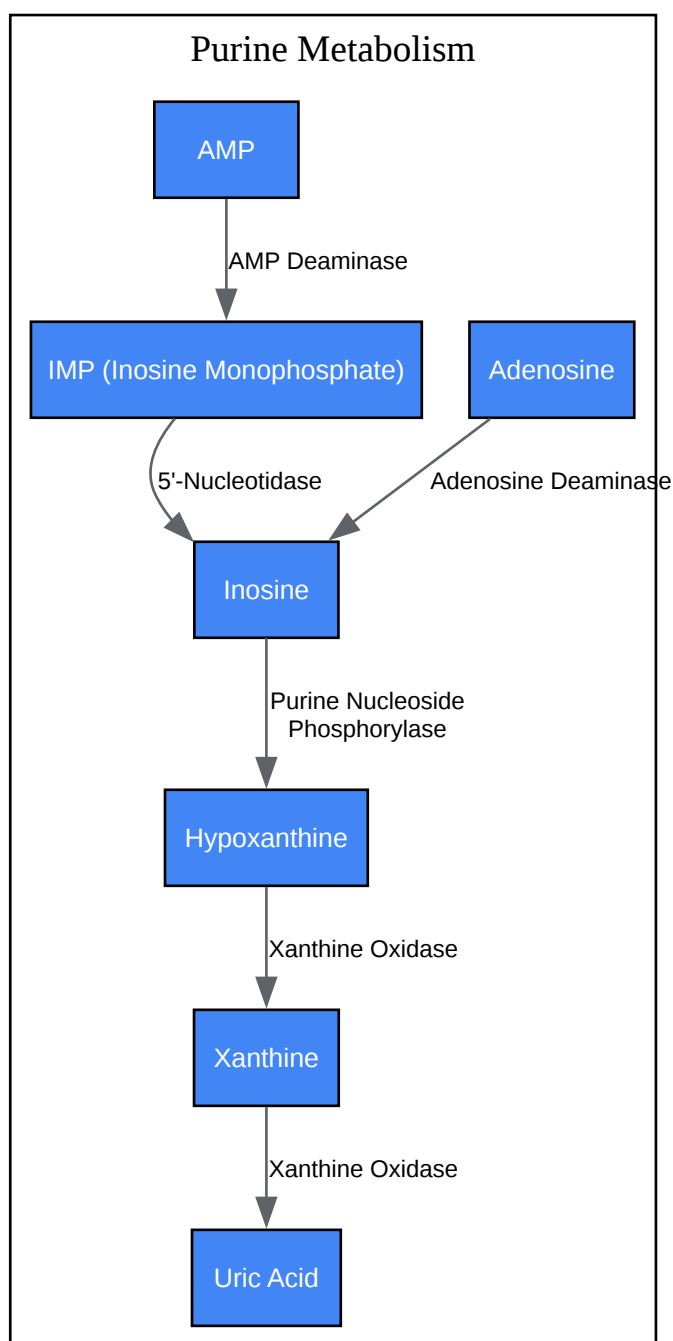 Purine Metabolism
AMP
AMP Deaminase
IMP (Inosine Monophosphate)
Adenosine
5'-Nucleotidase
Adenosine Deaminase
Inosine
Purine Nucleoside
Phosphorylase
Hypoxanthine
Xanthine Oxidase
Xanthine
Xanthine Oxidase
Uric Acid